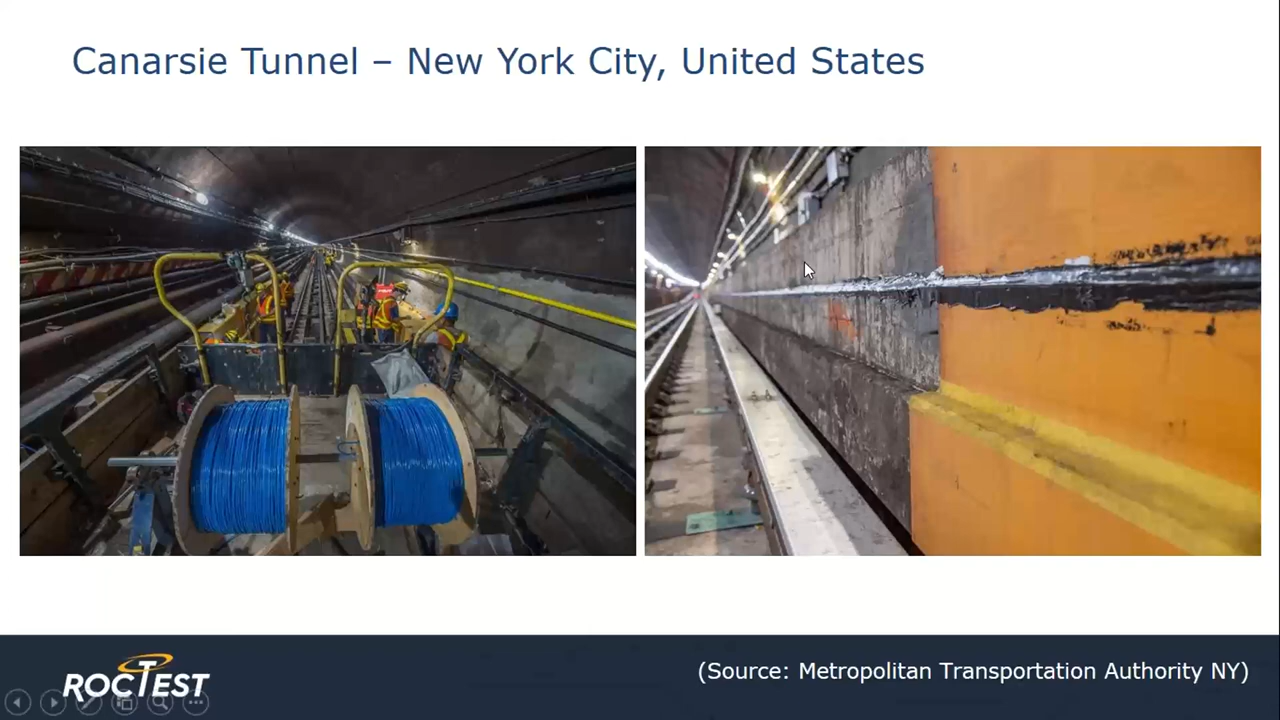 Canarsie Tunnel – New York City, United States
ROCTEST
(Source: Metropolitan Transportation Authority NY)